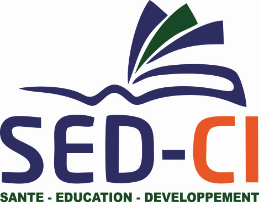 SED-CI
SANTE - EDUCATION - DEVELOPPEMENT